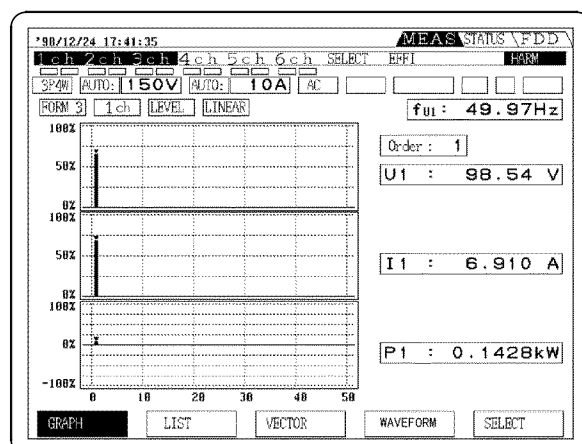 '98/12/24 17:41:35 MEAS STATUS FDD
1ch 2ch 3ch 4ch 5ch 6ch SELECT EFFI HARM
3P4W AUTO: 150V AUTO: 10A AC
FORM 3 1ch LEVEL LINEAR fU1: 49.97Hz
Order: 1
100%
50%
0%
U1 : 98.54 V
100%
50%
0%
I1 : 6.910 A
100%
0%
-100%
P1 : 0.1428kW
0 10 20 30 40 50
GRAPH LIST VECTOR WAVEFORM SELECT